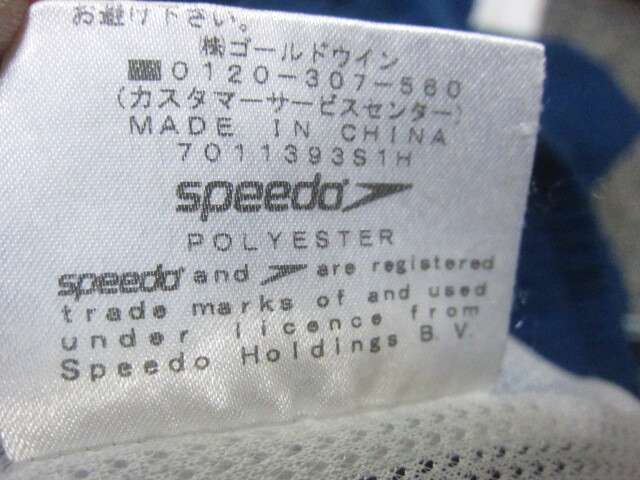 お避け下さい。
㈱ゴールドウイン
0120-307-560
(カスタマーサービスセンター)
MADE IN CHINA
7011393S1H
speedo
POLYESTER
speedo and are registered
trade marks of and used
under licence from
Speedo Holdings B.V.